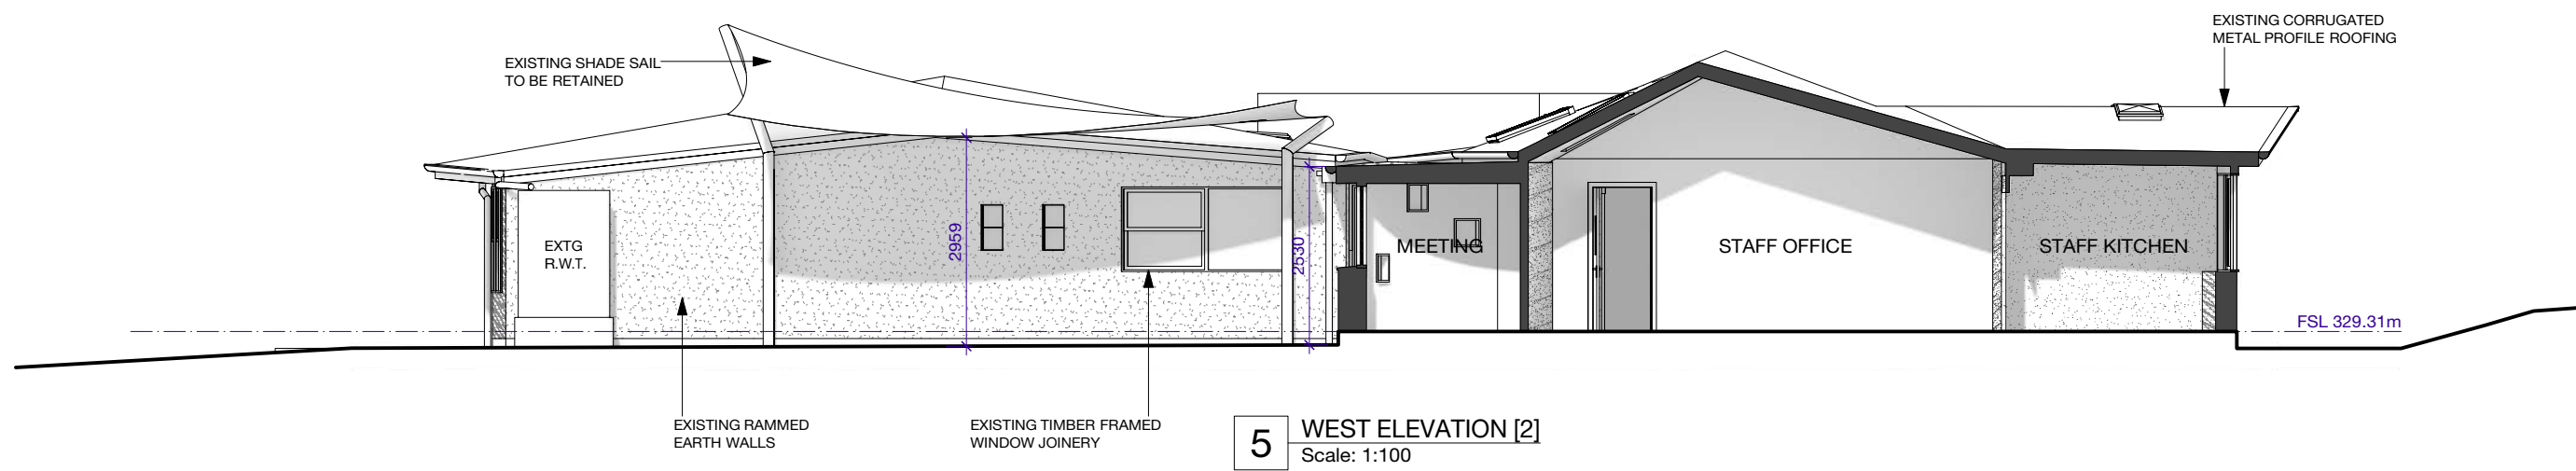 EXISTING SHADE SAIL
TO BE RETAINED
EXISTING CORRUGATED
METAL PROFILE ROOFING
EXTG
R.W.T.
2959
2530
MEETING
STAFF OFFICE
STAFF KITCHEN
FSL 329.31m
EXISTING RAMMED
EARTH WALLS
EXISTING TIMBER FRAMED
WINDOW JOINERY
5
WEST ELEVATION [2]
Scale: 1:100